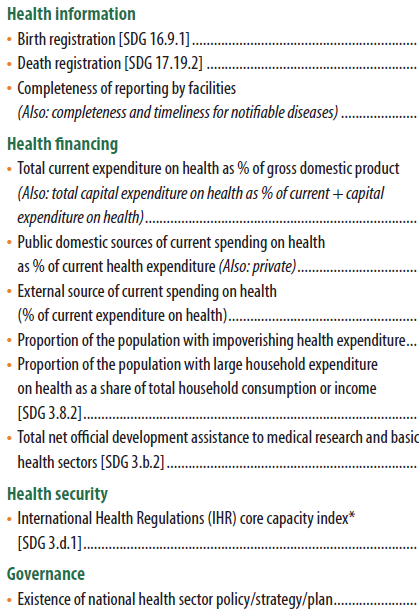 Health information
• Birth registration [SDG 16.9.1]........................................................
• Death registration [SDG 17.19.2] ....................................................
• Completeness of reporting by facilities
(Also: completeness and timeliness for notifiable diseases) ...................
Health financing
• Total current expenditure on health as % of gross domestic product
(Also: total capital expenditure on health as % of current + capital
expenditure on health)....................................................................
• Public domestic sources of current spending on health
as % of current health expenditure (Also: private).............................
• External source of current spending on health
(% of current expenditure on health)..............................................
• Proportion of the population with impoverishing health expenditure...
• Proportion of the population with large household expenditure
on health as a share of total household consumption or income
[SDG 3.8.2]....................................................................................
• Total net official development assistance to medical research and basic
health sectors [SDG 3.b.2]..............................................................
Health security
• International Health Regulations (IHR) core capacity index*
[SDG 3.d.1]....................................................................................
Governance
• Existence of national health sector policy/strategy/plan.....................